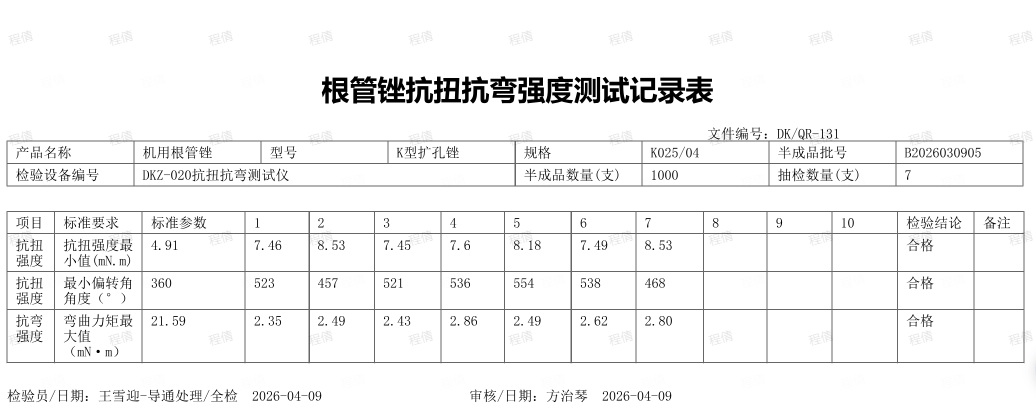 根管锉抗扭抗弯强度测试记录表
文件编号：DK/QR-131
产品名称 机用根管锉 型号 K型扩孔锉 规格 K025/04 半成品批号 B2026030905
检验设备编号 DKZ-020抗扭抗弯测试仪 半成品数量(支) 1000 抽检数量(支) 7
项目 标准要求 标准参数 1 2 3 4 5 6 7 8 9 10 检验结论 备注
抗扭强度 抗扭强度最小值(mN.m) 4.91 7.46 8.53 7.45 7.6 8.18 7.49 8.53 合格
抗扭强度 最小偏转角角度（°） 360 523 457 521 536 554 538 468 合格
抗弯强度 弯曲力矩最大值（mN·m） 21.59 2.35 2.49 2.43 2.86 2.49 2.62 2.80 合格
检验员/日期： 王雪迎-导通处理/全检 2026-04-09 审核/日期： 方治琴 2026-04-09
程倩